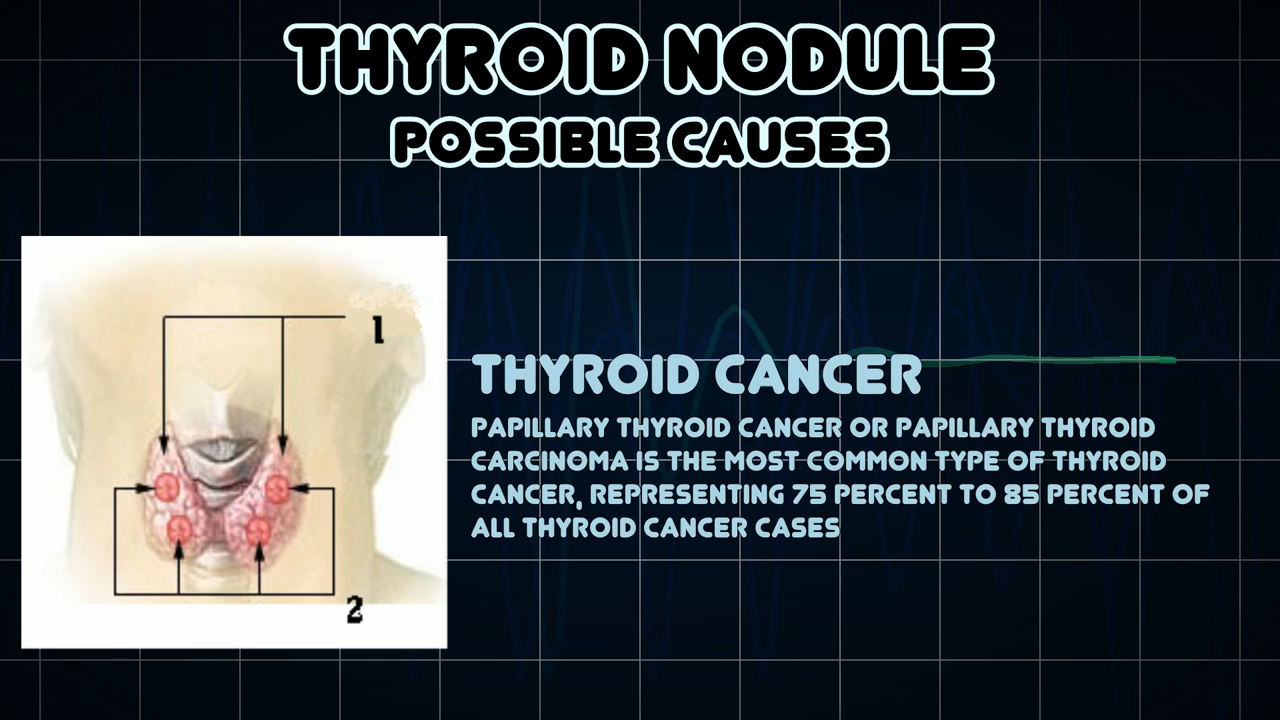 THYROID NODULE
POSSIBLE CAUSES
1
2
THYROID CANCER
PAPILLARY THYROID CANCER OR PAPILLARY THYROID
CARCINOMA IS THE MOST COMMON TYPE OF THYROID
CANCER, REPRESENTING 75 PERCENT TO 85 PERCENT OF
ALL THYROID CANCER CASES